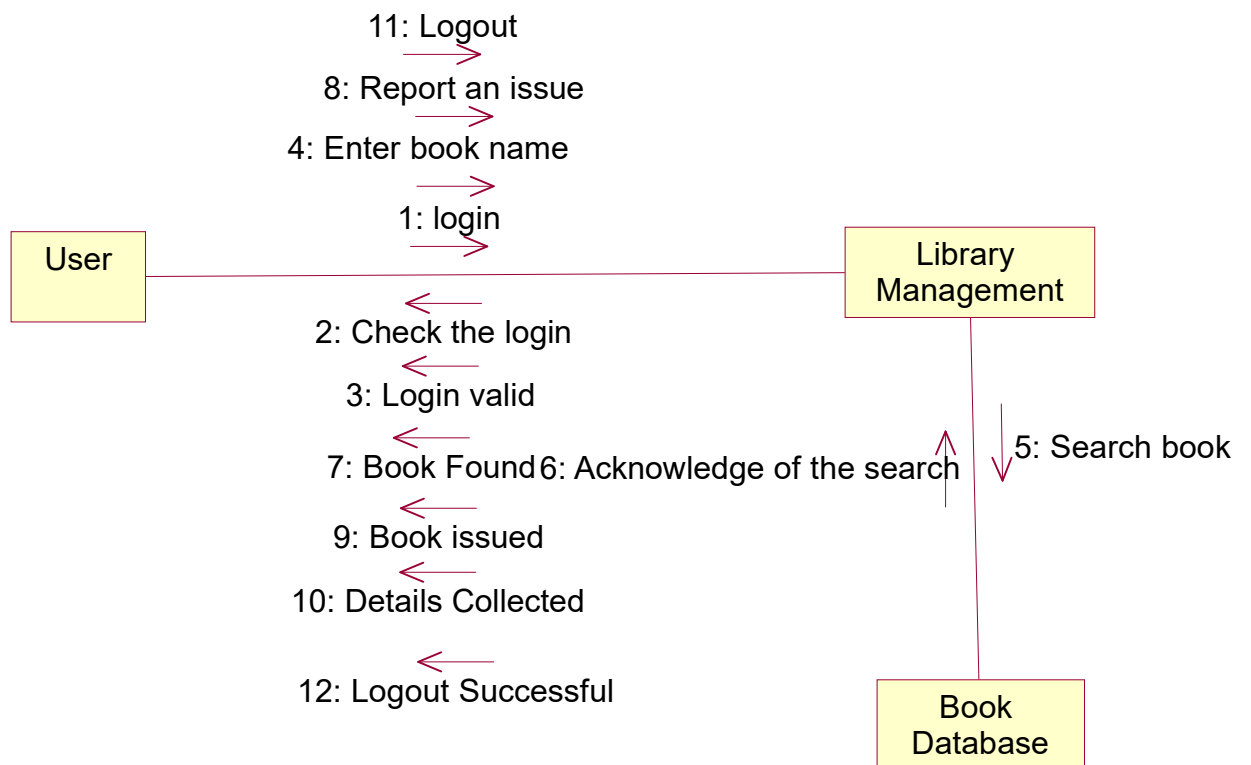 11: Logout
8: Report an issue
4: Enter book name
1: login
User
Library
Management
2: Check the login
3: Login valid
7: Book Found
6: Acknowledge of the search
5: Search book
9: Book issued
10: Details Collected
12: Logout Successful
Book
Database